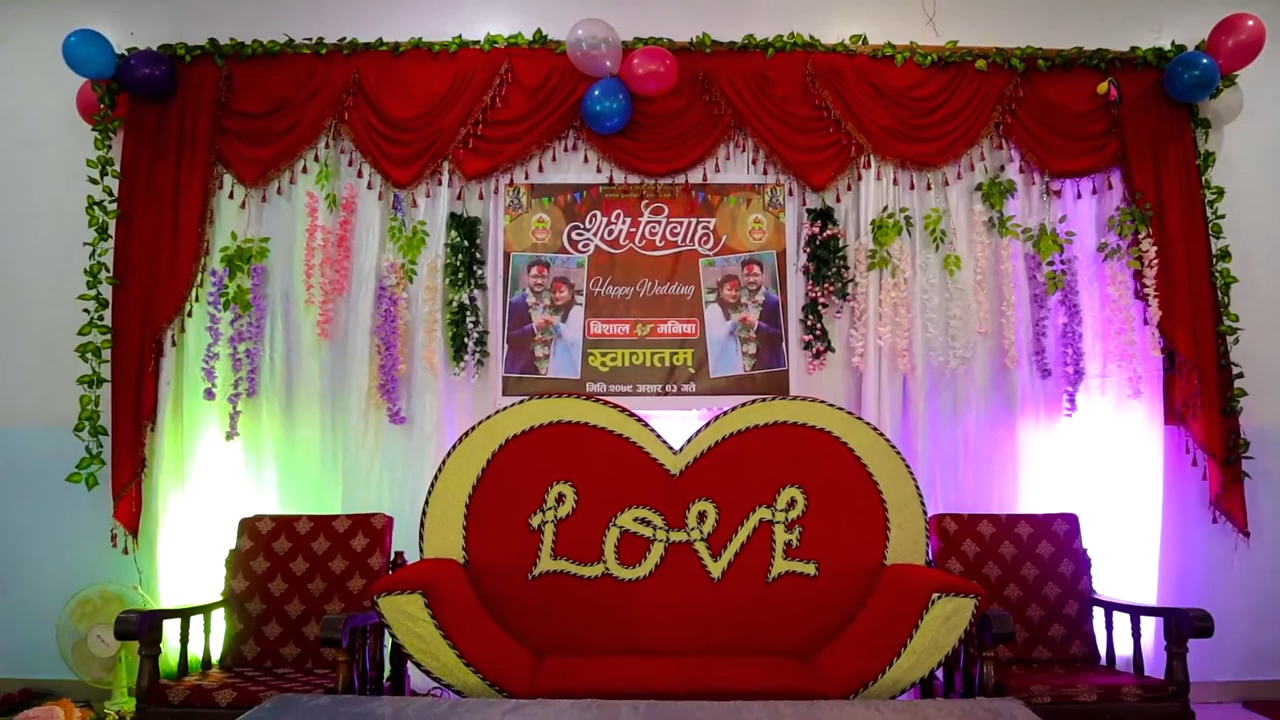 शुभ-विवाह
Happy Wedding
बिशाल मनिषा
स्वागतम्
मिति २०७९ असार ०३ गते
LOVE